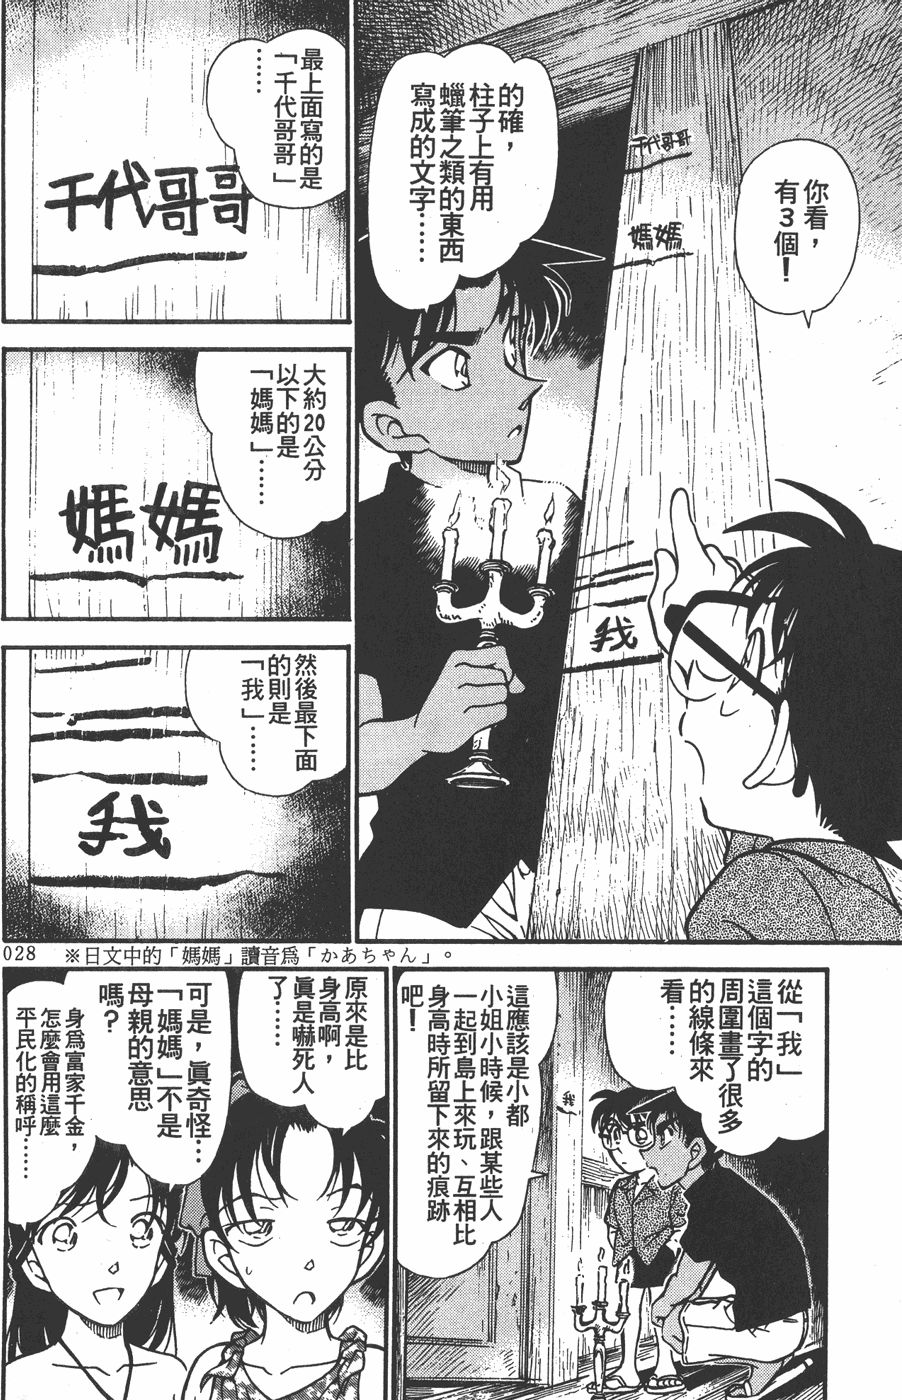 你看，
有3個！
的確，
柱子上有用
蠟筆之類的東西
寫成的文字……
千代哥哥
媽媽
我
最上面寫的是
「千代哥哥」
……
千代哥哥
大約20公分
以下的是
「媽媽」……
媽媽
然後最下面
的則是
「我」……
我
028
※日文中的「媽媽」讀音爲「かあちゃん」。
從「我」
這個字的
周圍畫了很多
的線條來
看……
這應該是小都
小姐小時候，跟某些人
一起到島上來玩、互相比
身高時所留下來的痕跡
吧！
我
原來是比
身高啊，
眞是嚇死人
了……
可是，眞奇怪…
「媽媽」不是
母親的意思
嗎？
身爲富家千金，
怎麼會用這麼
平民化的稱呼……